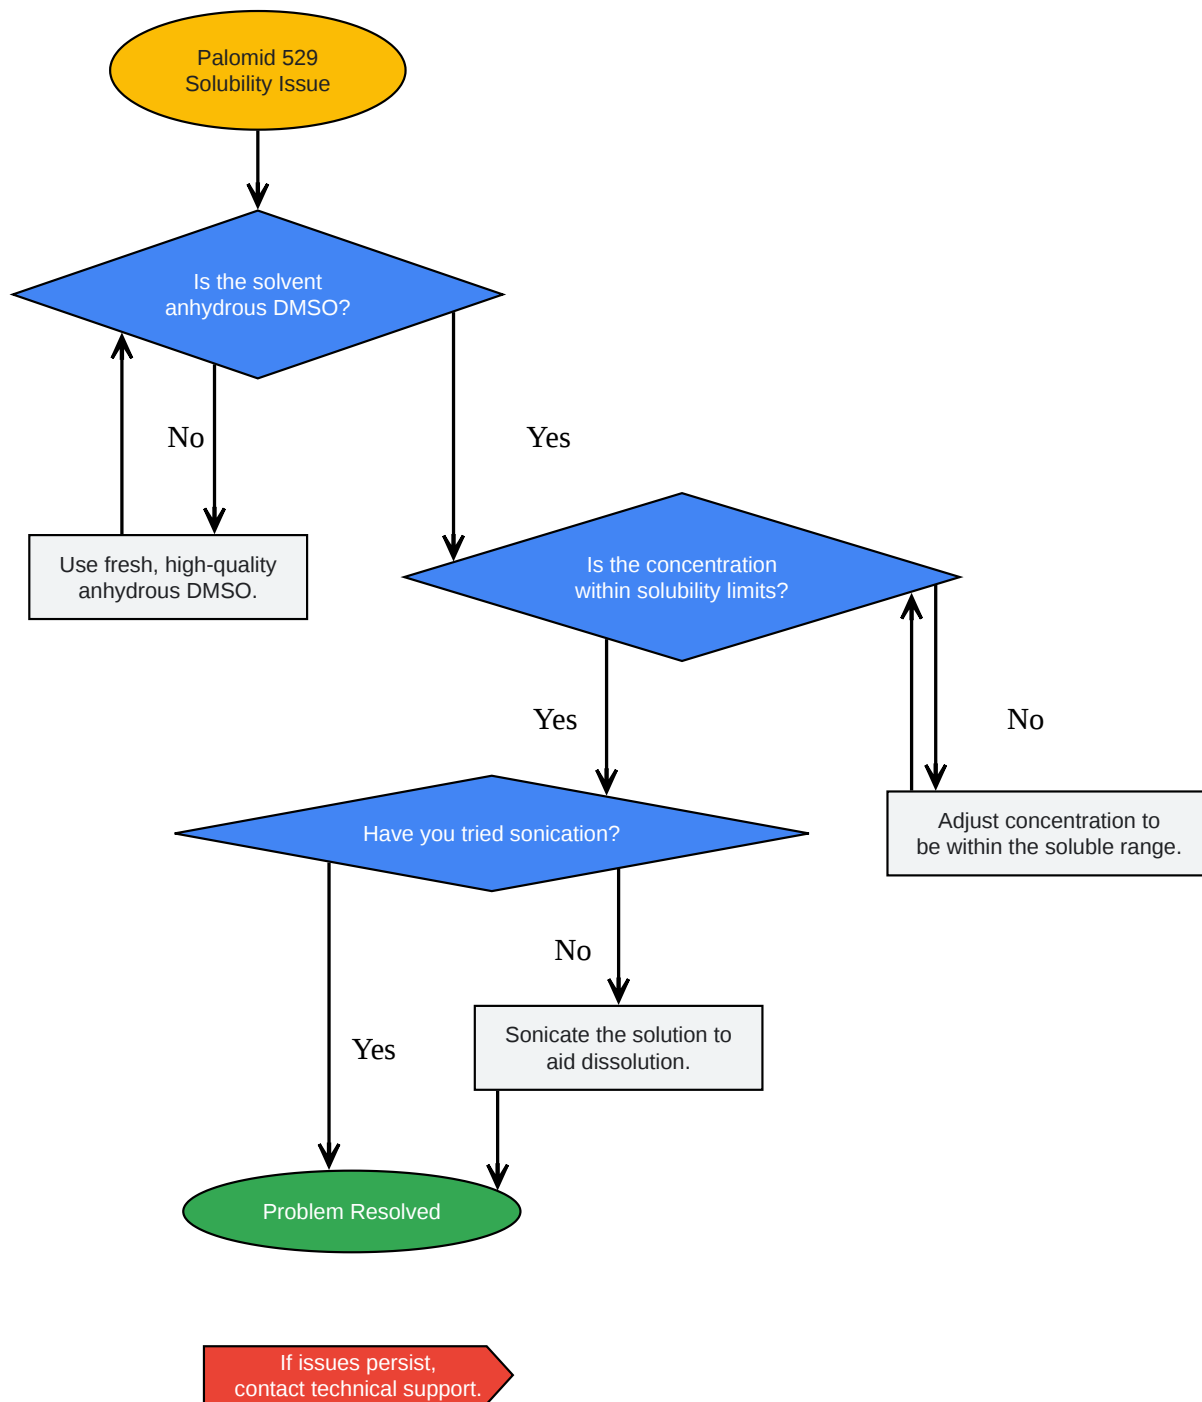 Palomid 529
Solubility Issue
Is the solvent
anhydrous DMSO?
No
Yes
Use fresh, high-quality
anhydrous DMSO.
Is the concentration
within solubility limits?
Yes
No
Adjust concentration to
be within the soluble range.
Have you tried sonication?
No
Yes
Sonicate the solution to
aid dissolution.
Problem Resolved
If issues persist,
contact technical support.